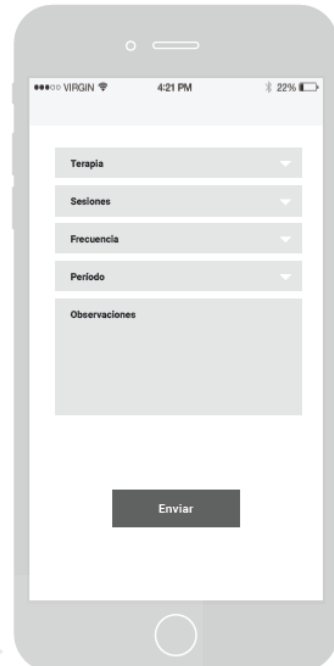 VIRGIN 4:21 PM 22%
Terapia
Sesiones
Frecuencia
Período
Observaciones
Enviar